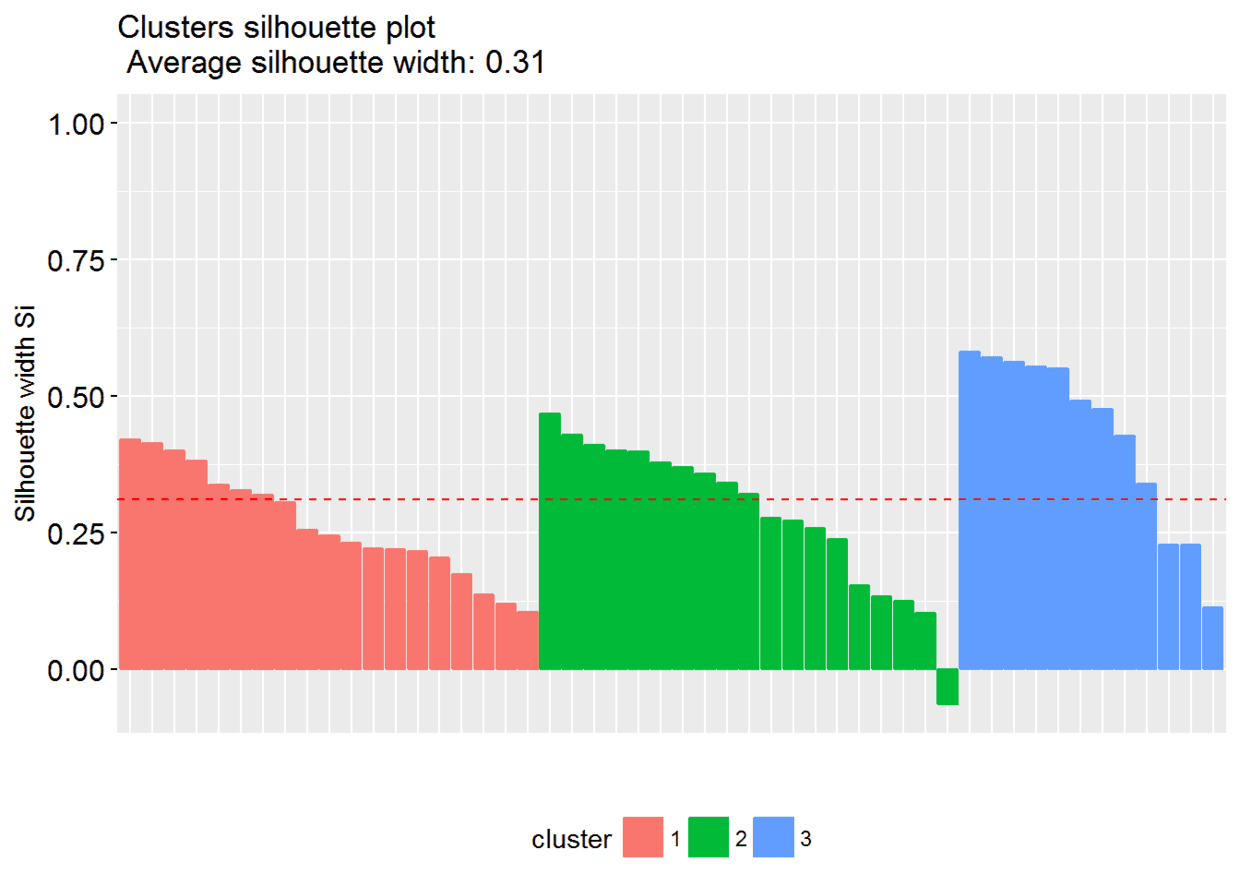 Clusters silhouette plot
Average silhouette width: 0.31
1.00
0.75
0.50
0.25
0.00
Silhouette width Si
cluster 1 2 3